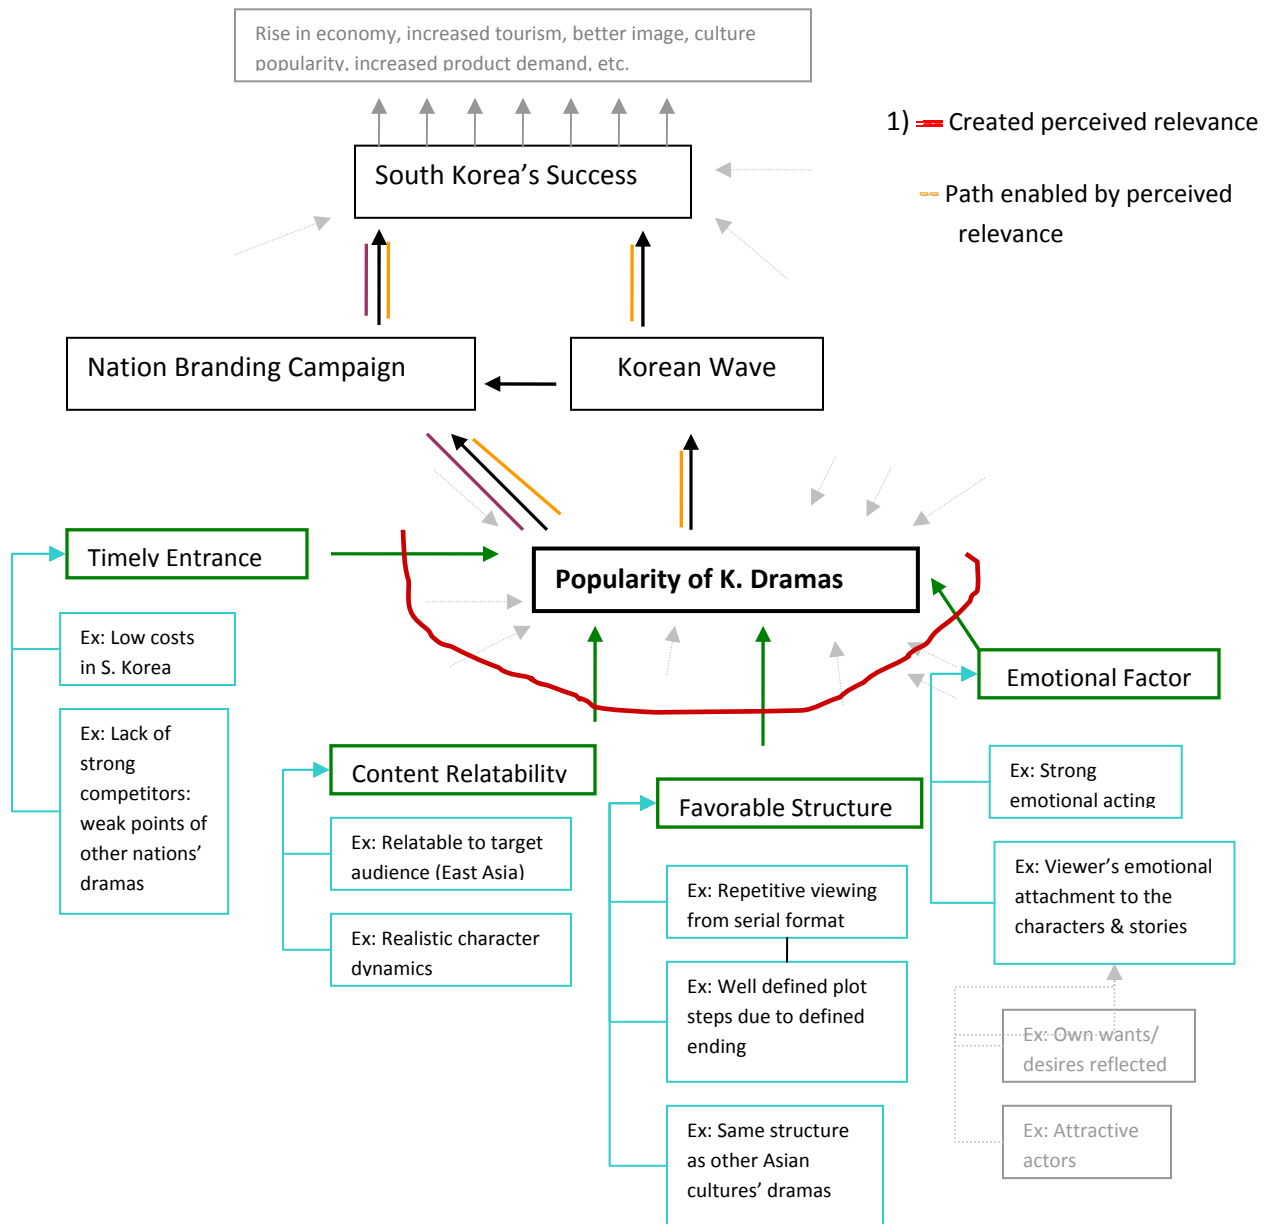 Rise in economy, increased tourism, better image, culture
popularity, increased product demand, etc.
1) Created perceived relevance
South Korea’s Success
Path enabled by perceived
relevance
Nation Branding Campaign
Korean Wave
Timely Entrance
Popularity of K. Dramas
Ex: Low costs
in S. Korea
Emotional Factor
Ex: Lack of
strong
competitors:
weak points of
other nations’
dramas
Content Relatability
Ex: Strong
emotional acting
Favorable Structure
Ex: Relatable to target
audience (East Asia)
Ex: Viewer’s emotional
attachment to the
characters & stories
Ex: Repetitive viewing
from serial format
Ex: Realistic character
dynamics
Ex: Well defined plot
steps due to defined
ending
Ex: Own wants/
desires reflected
Ex: Same structure
as other Asian
cultures’ dramas
Ex: Attractive
actors